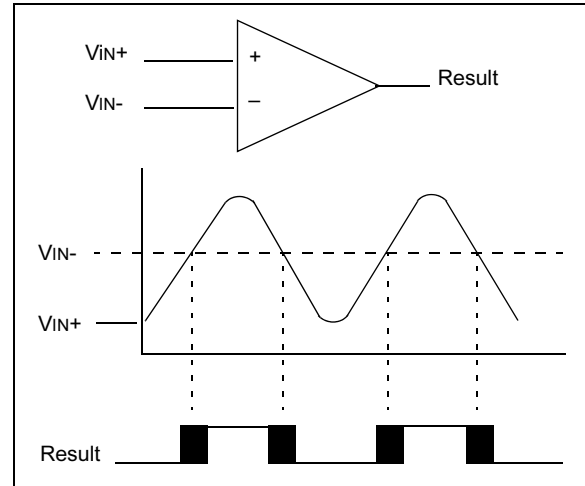 VIN+
+
Result
VIN-
–
VIN-
VIN+
Result